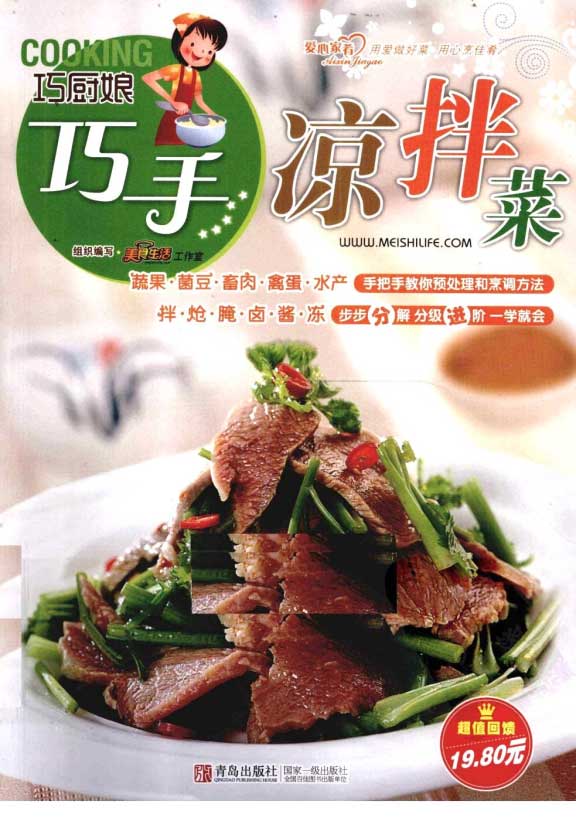 COOKING
巧厨娘
巧手
爱心家肴
Aixin Jiayao
用爱做好菜 用心烹佳肴
凉拌菜
WWW.MEISHILIFE.COM
组织编写·美食生活工作室
蔬果·菌豆·畜肉·禽蛋·水产 手把手教你预处理和烹调方法
拌·炝·腌·卤·酱·冻 步步分解 分级进阶 一学就会
超值回馈
19.80元
青岛出版社
QINGDAO PUBLISHING HOUSE
国家一级出版社
全国百佳图书出版单位